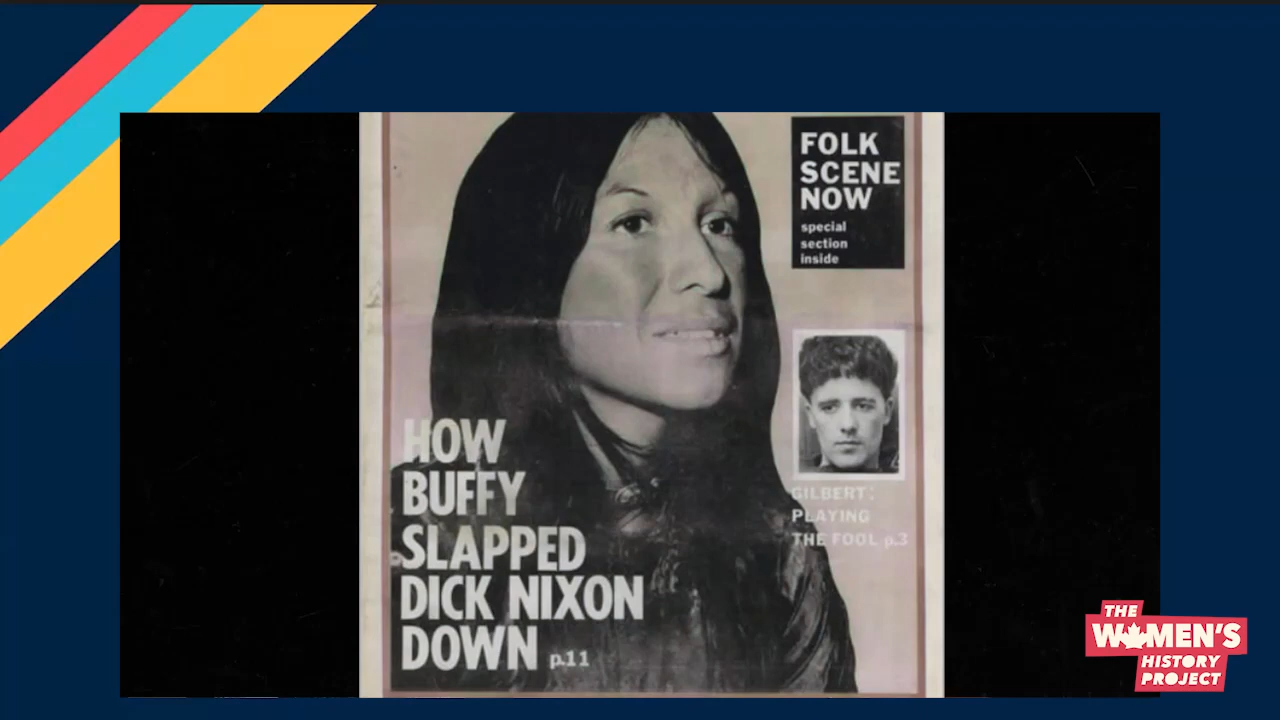 FOLK
SCENE
NOW
special
section
inside
GILBERT:
PLAYING
THE FOOL p.3
HOW
BUFFY
SLAPPED
DICK NIXON
DOWN p.11
THE
WOMEN'S
HISTORY
PROJECT